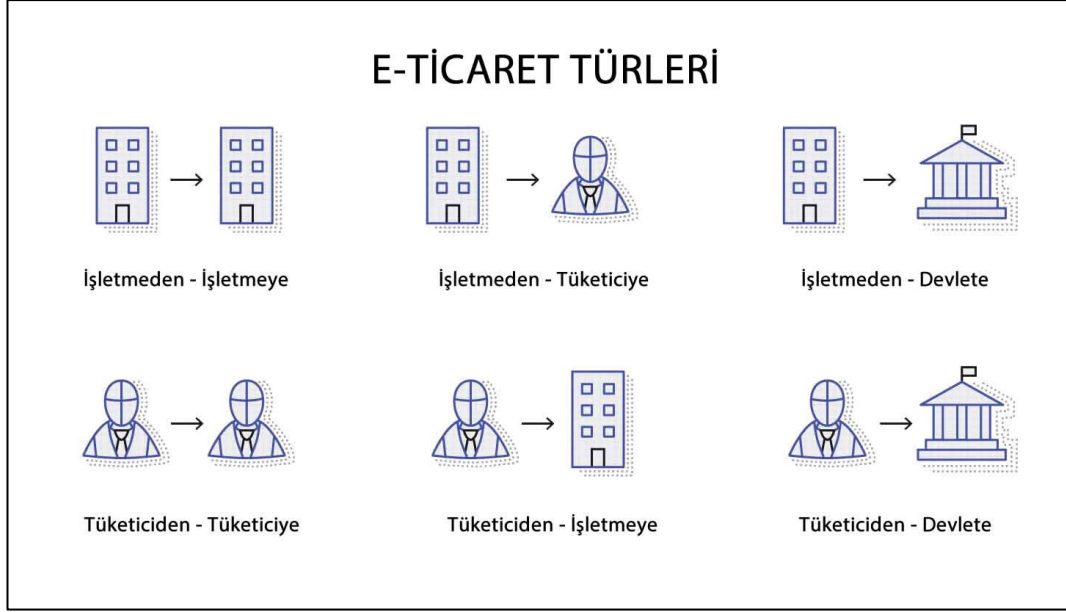 E-TİCARET TÜRLERİ
İşletmeden - İşletmeye
İşletmeden - Tüketiciye
İşletmeden - Devlete
Tüketiciden - Tüketiciye
Tüketiciden - İşletmeye
Tüketiciden - Devlete